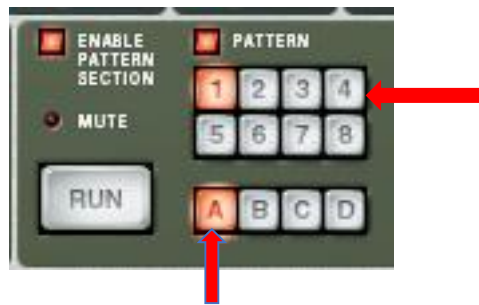 ENABLE
PATTERN
SECTION
MUTE
RUN
PATTERN
1 2 3 4
5 6 7 8
A B C D